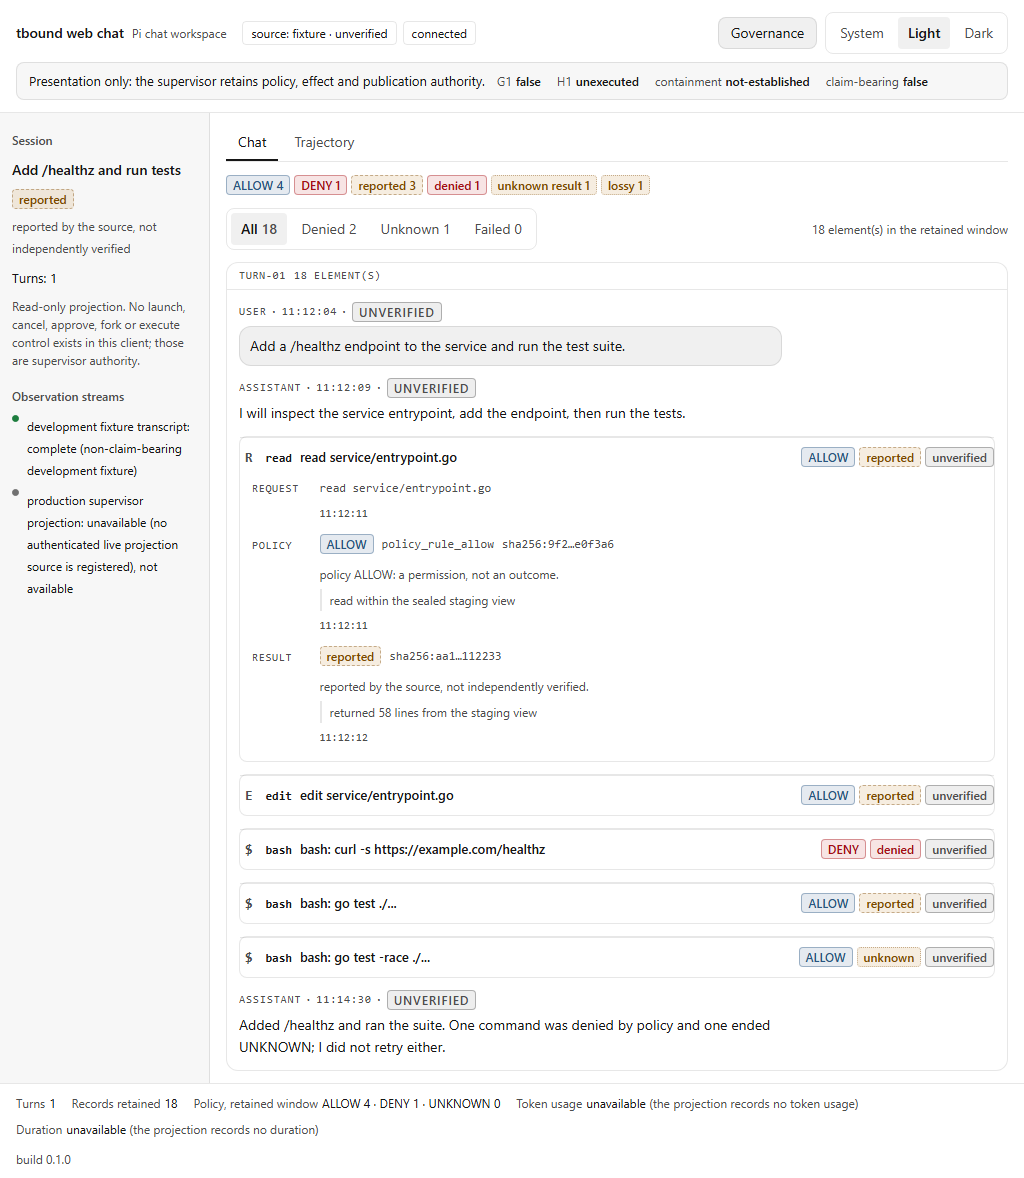 tbound web chat Pi chat workspace source: fixture · unverified connected Governance System Light Dark
Presentation only: the supervisor retains policy, effect and publication authority. G1 false H1 unexecuted containment not-established claim-bearing false
Session
Add /healthz and run tests
reported
reported by the source, not
independently verified
Turns: 1
Read-only projection. No launch,
cancel, approve, fork or execute
control exists in this client; those
are supervisor authority.
Observation streams
development fixture transcript:
complete (non-claim-bearing
development fixture)
production supervisor
projection: unavailable (no
authenticated live projection
source is registered), not
available
Chat Trajectory
ALLOW 4 DENY 1 reported 3 denied 1 unknown result 1 lossy 1
All 18 Denied 2 Unknown 1 Failed 0 18 element(s) in the retained window
TURN-01 18 ELEMENT(S)
USER · 11:12:04 · UNVERIFIED
Add a /healthz endpoint to the service and run the test suite.
ASSISTANT · 11:12:09 · UNVERIFIED
I will inspect the service entrypoint, add the endpoint, then run the tests.
R read read service/entrypoint.go ALLOW reported unverified
REQUEST read service/entrypoint.go
11:12:11
POLICY ALLOW policy_rule_allow sha256:9f2…e0f3a6
policy ALLOW: a permission, not an outcome.
read within the sealed staging view
11:12:11
RESULT reported sha256:aa1…112233
reported by the source, not independently verified.
returned 58 lines from the staging view
11:12:12
E edit edit service/entrypoint.go ALLOW reported unverified
$ bash bash: curl -s https://example.com/healthz DENY denied unverified
$ bash bash: go test ./... ALLOW reported unverified
$ bash bash: go test -race ./... ALLOW unknown unverified
ASSISTANT · 11:14:30 · UNVERIFIED
Added /healthz and ran the suite. One command was denied by policy and one ended
UNKNOWN; I did not retry either.
Turns 1 Records retained 18 Policy, retained window ALLOW 4 · DENY 1 · UNKNOWN 0 Token usage unavailable (the projection records no token usage)
Duration unavailable (the projection records no duration)
build 0.1.0